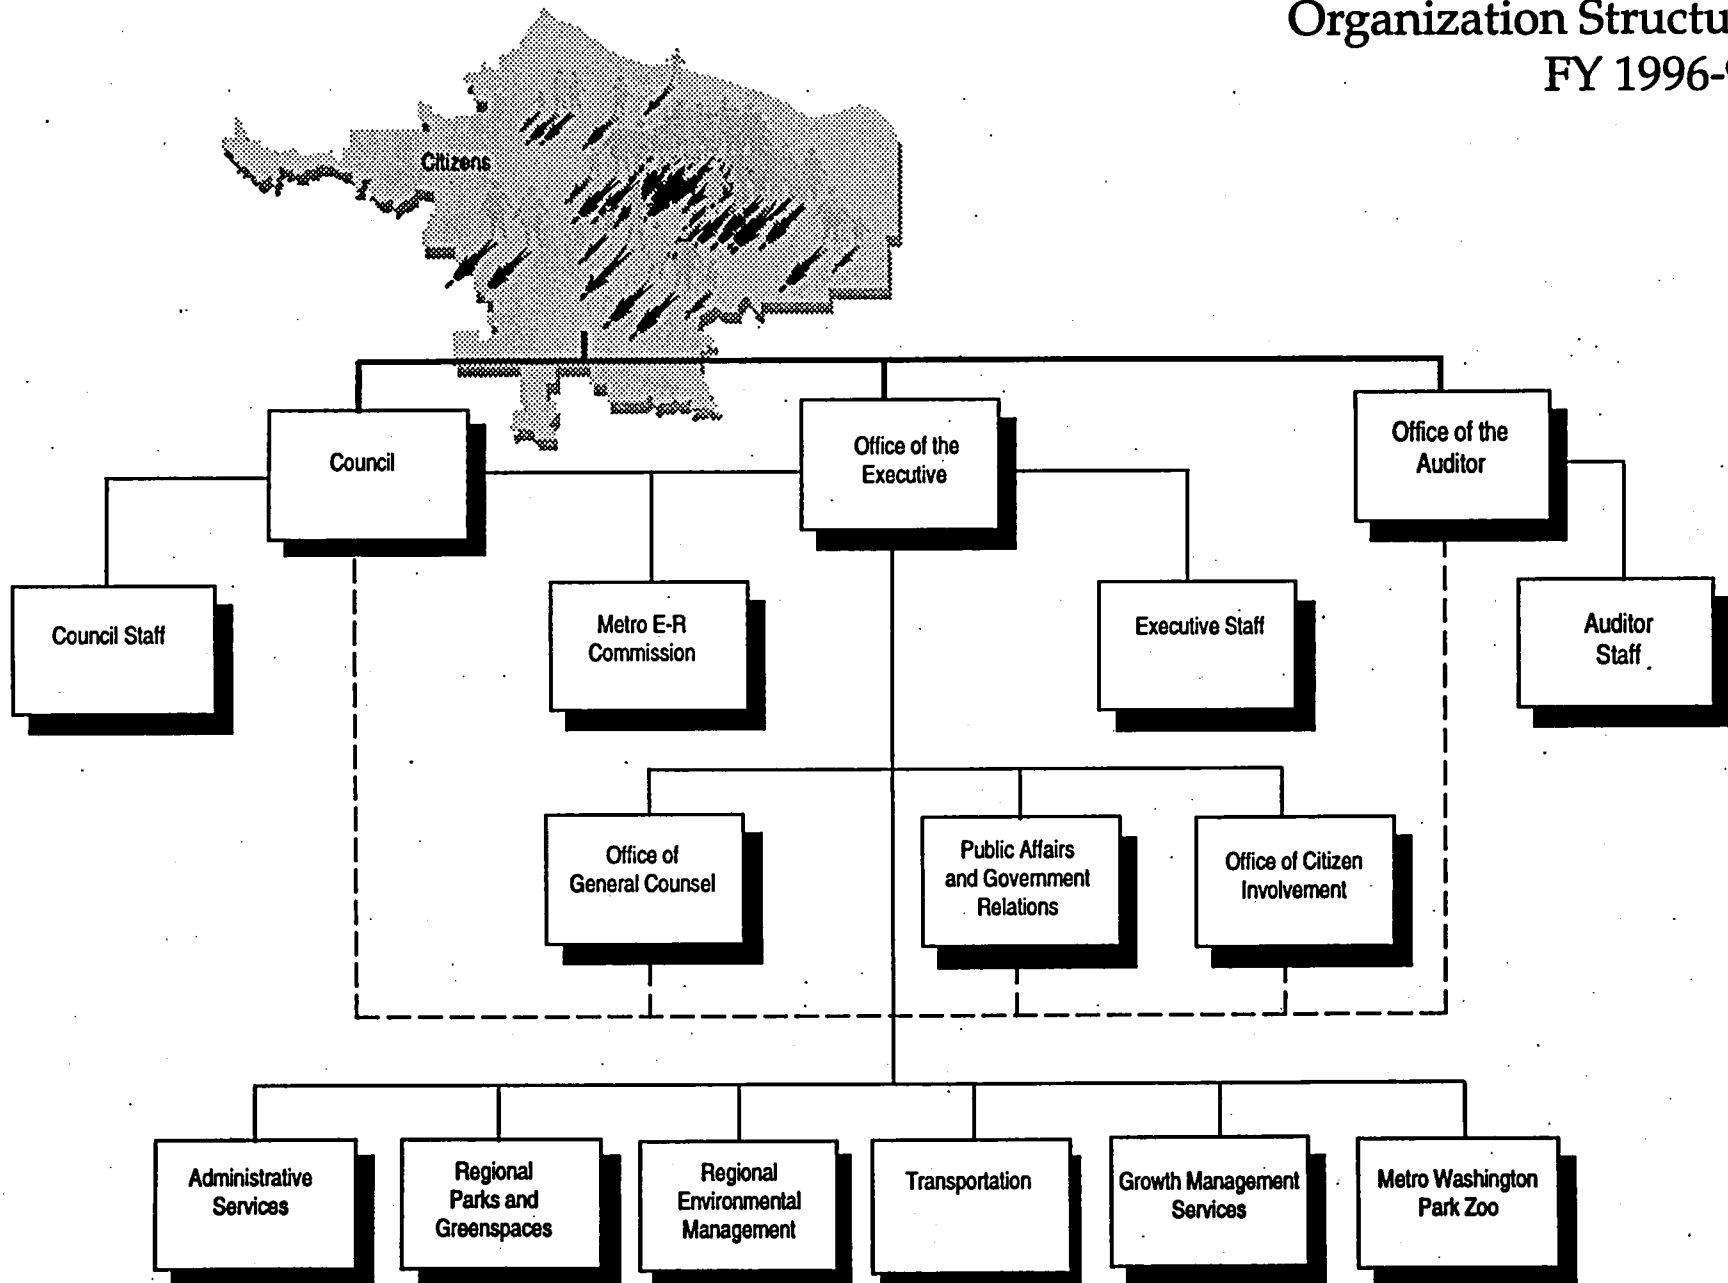 Organization Structu
FY 1996-9
Citizens
Council
Office of the
Executive
Office of the
Auditor
Council Staff
Metro E-R
Commission
Executive Staff
Auditor
Staff
Office of
General Counsel
Public Affairs
and Government
Relations
Office of Citizen
Involvement
Administrative
Services
Regional
Parks and
Greenspaces
Regional
Environmental
Management
Transportation
Growth Management
Services
Metro Washington
Park Zoo